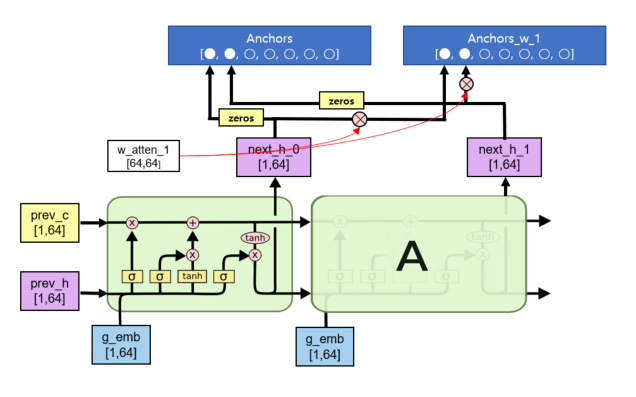 Anchors
[●, ●, ○, ○, ○, ○, ○]
Anchors_w_1
[●, ●, ○, ○, ○, ○, ○]
zeros
zeros
w_atten_1
[64,64]
next_h_0
[1,64]
next_h_1
[1,64]
prev_c
[1,64]
x
+
tanh
x
x
σ
σ
tanh
σ
prev_h
[1,64]
g_emb
[1,64]
x
+
tanh
x
x
σ
σ
tanh
σ
A
g_emb
[1,64]